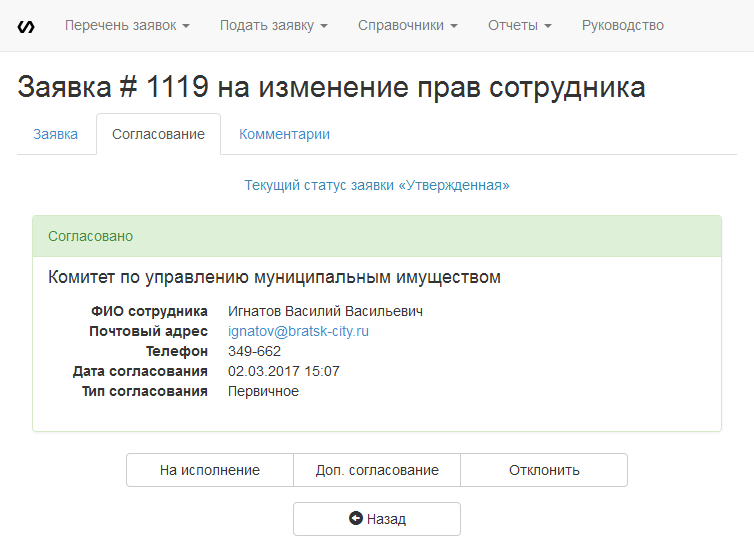 Перечень заявок Подать заявку Справочники Отчеты Руководство
Заявка # 1119 на изменение прав сотрудника
Заявка Согласование Комментарии
Текущий статус заявки «Утвержденная»
Согласовано
Комитет по управлению муниципальным имуществом
ФИО сотрудника Игнатов Василий Васильевич
Почтовый адрес ignatov@bratsk-city.ru
Телефон 349-662
Дата согласования 02.03.2017 15:07
Тип согласования Первичное
На исполнение Доп. согласование Отклонить
Назад